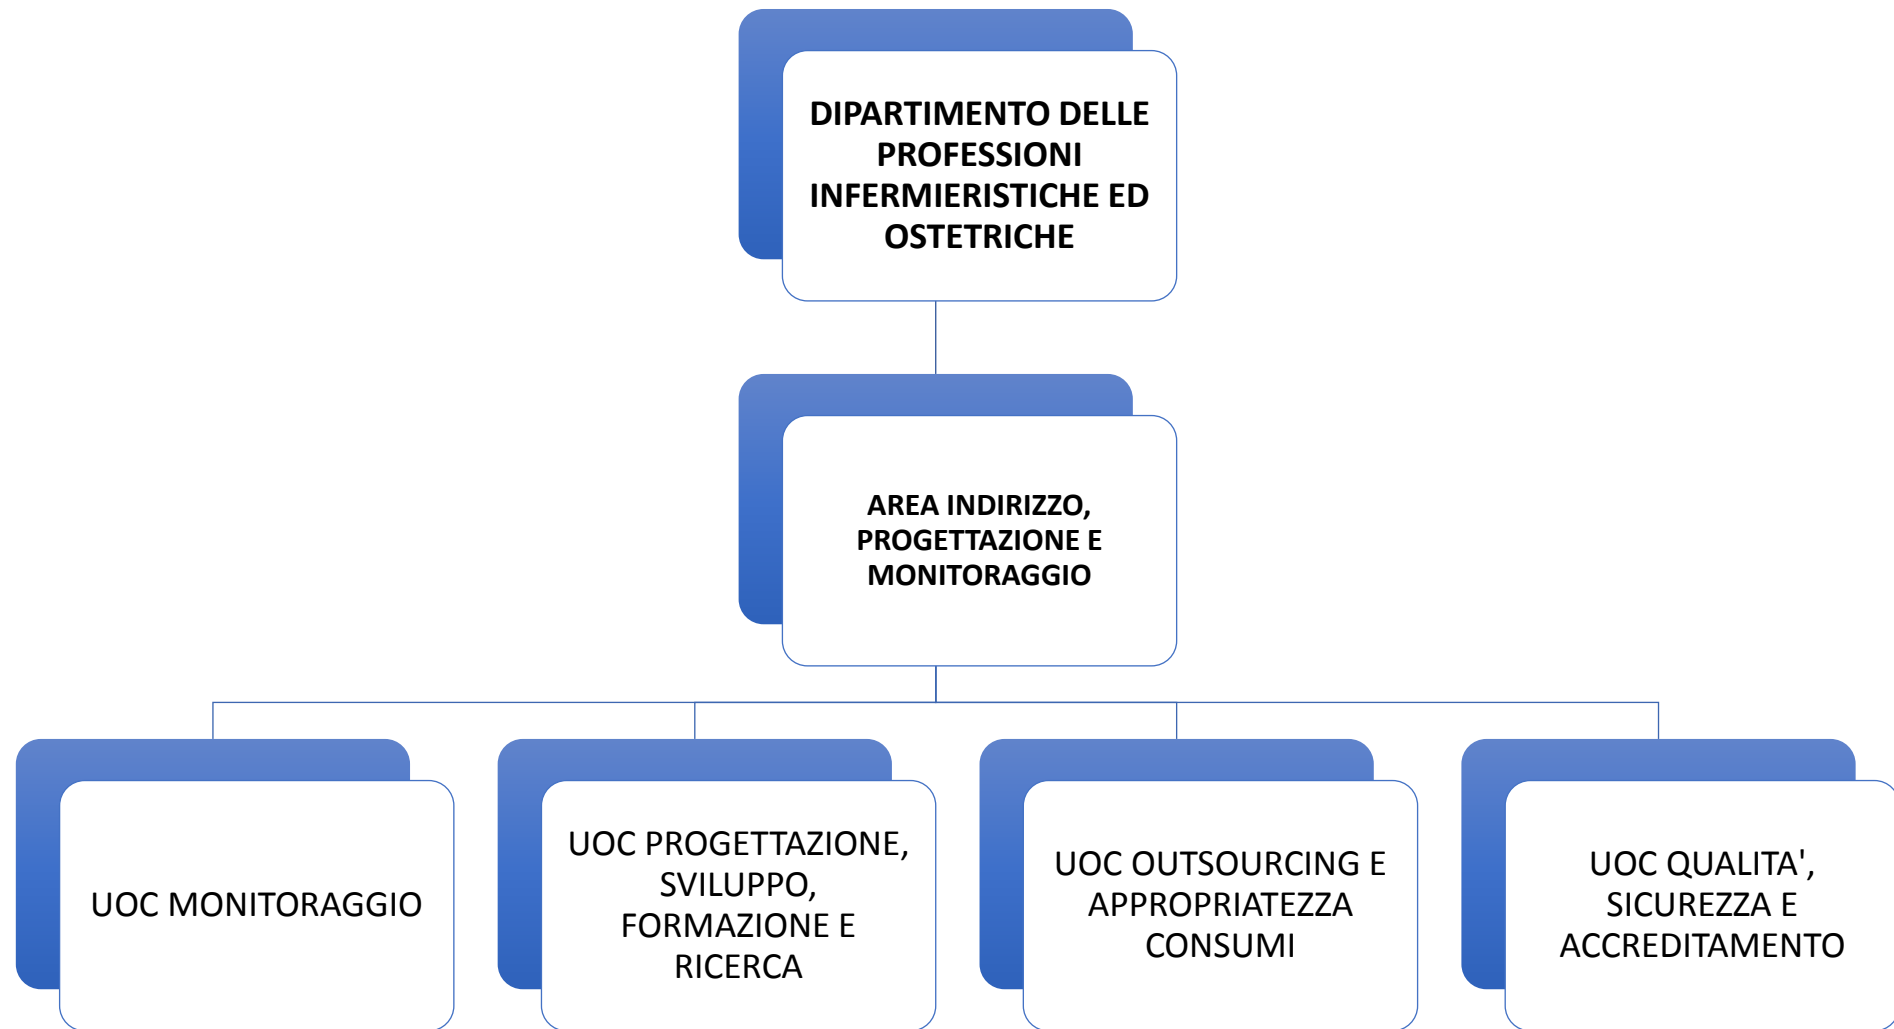 DIPARTIMENTO DELLE
PROFESSIONI
INFERMIERISTICHE ED
OSTETRICHE
AREA INDIRIZZO,
PROGETTAZIONE E
MONITORAGGIO
UOC MONITORAGGIO
UOC PROGETTAZIONE,
SVILUPPO,
FORMAZIONE E
RICERCA
UOC OUTSOURCING E
APPROPRIATEZZA
CONSUMI
UOC QUALITA',
SICUREZZA E
ACCREDITAMENTO